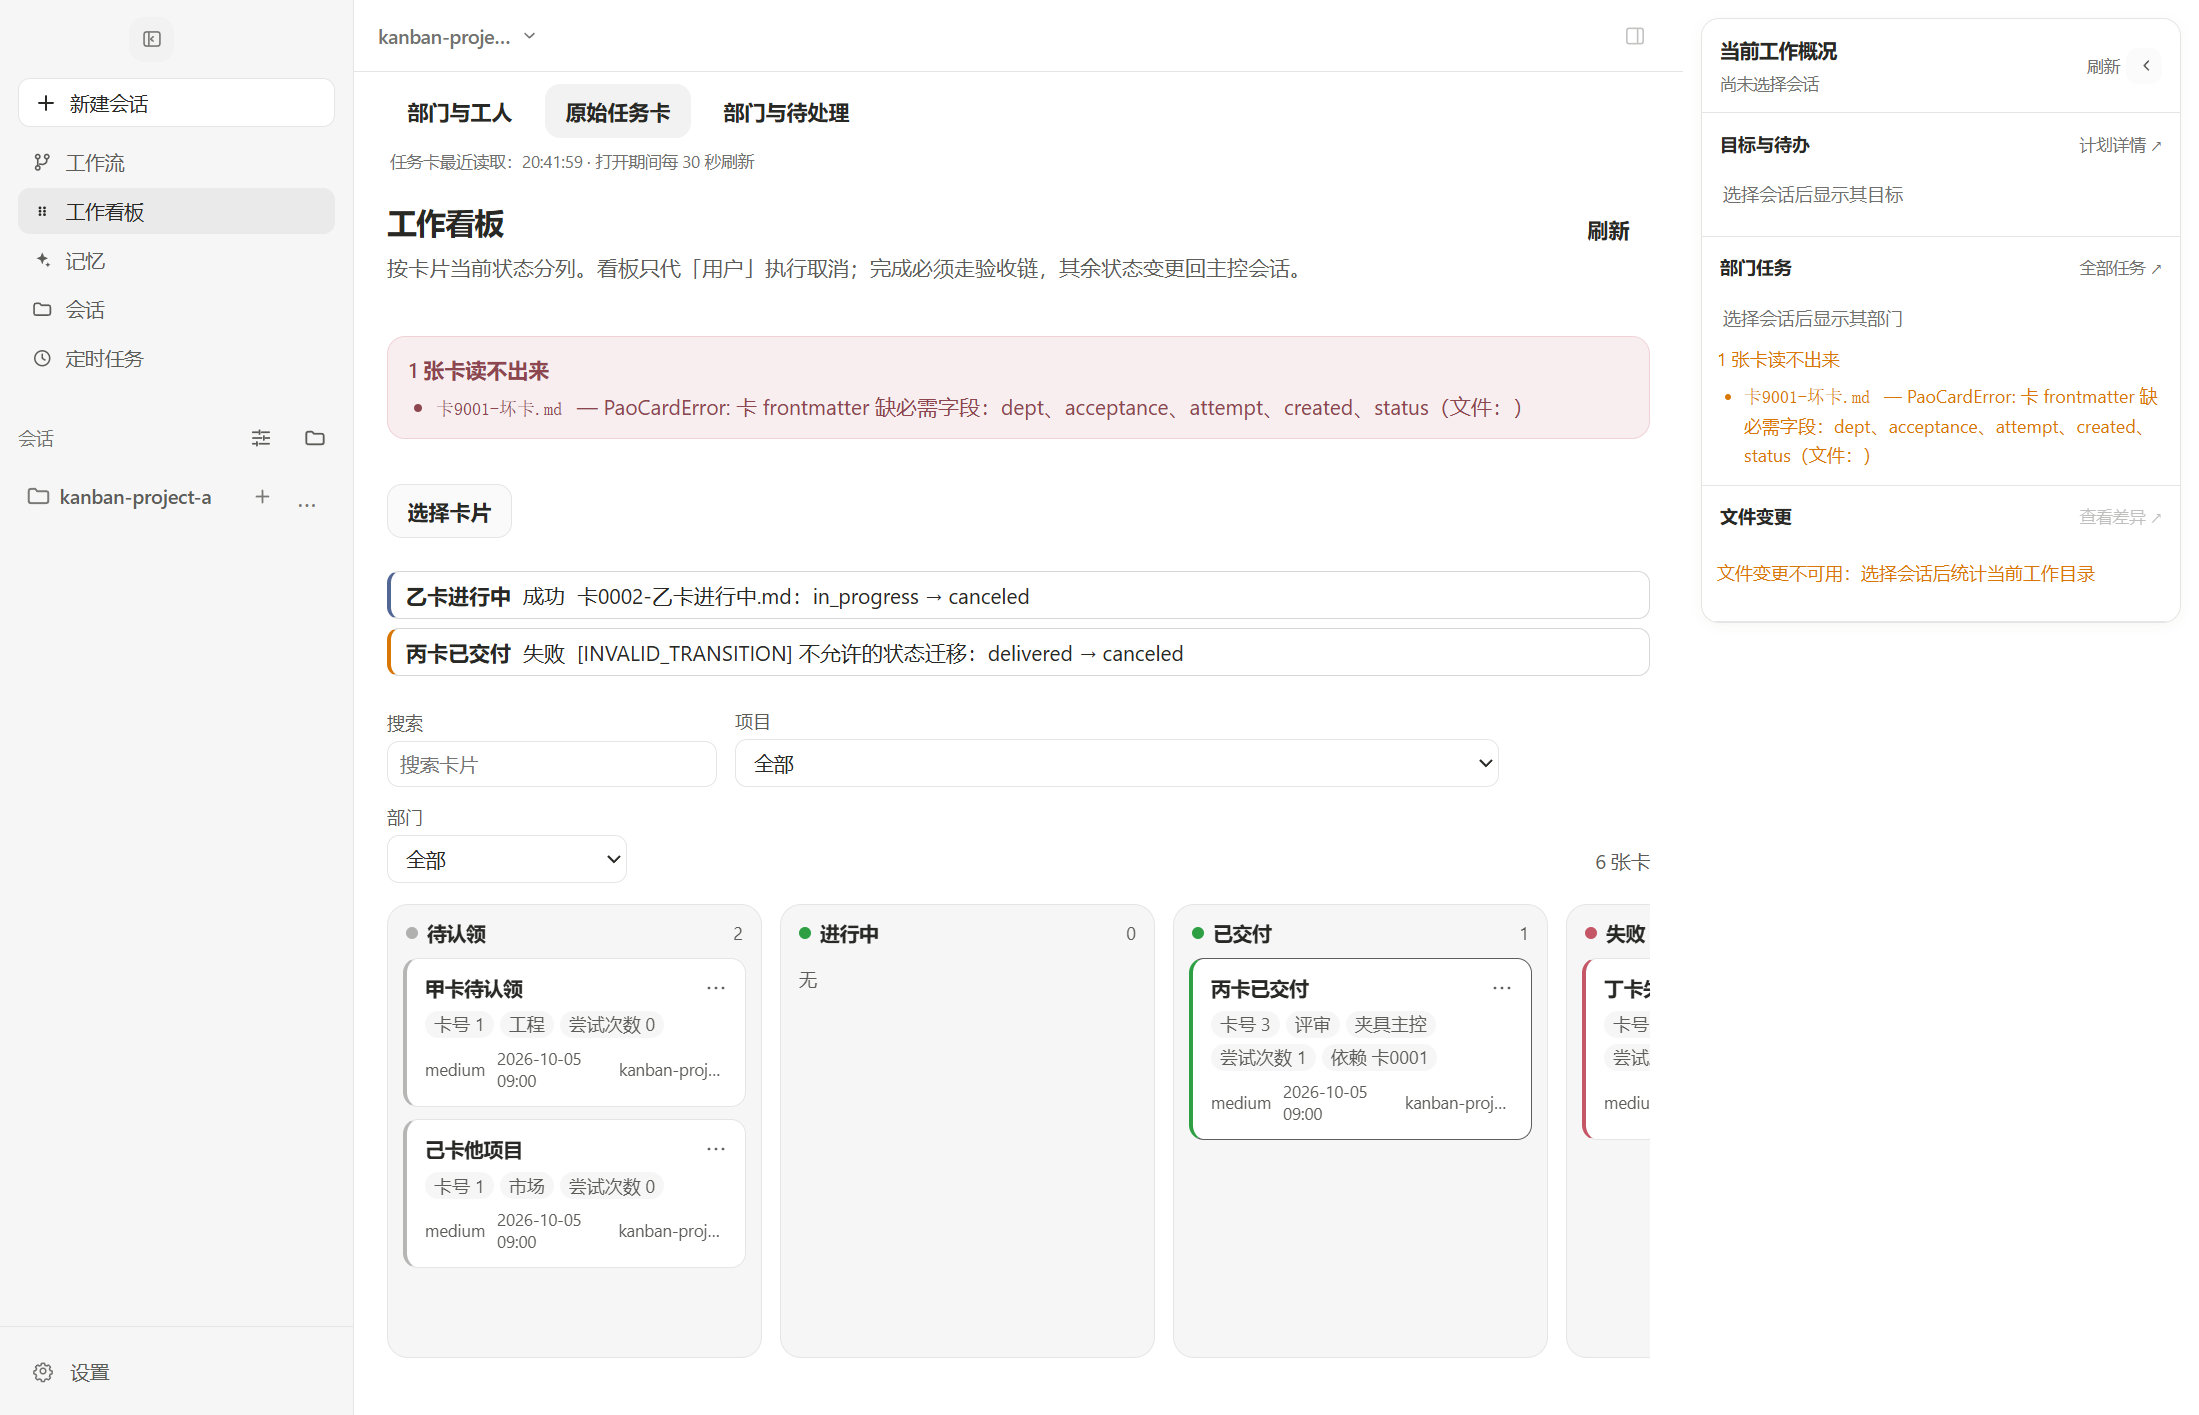 新建会话
工作流
工作看板
记忆
会话
定时任务
会话
kanban-project-a
设置
kanban-proje...
部门与工人
原始任务卡
部门与待处理
任务卡最近读取：20:41:59 · 打开期间每 30 秒刷新
工作看板
刷新
按卡片当前状态分列。看板只代「用户」执行取消；完成必须走验收链，其余状态变更回主控会话。
1 张卡读不出来
卡9001-坏卡.md — PaoCardError: 卡 frontmatter 缺必需字段：dept、acceptance、attempt、created、status（文件：）
选择卡片
乙卡进行中 成功 卡0002-乙卡进行中.md：in_progress → canceled
丙卡已交付 失败 [INVALID_TRANSITION] 不允许的状态迁移：delivered → canceled
搜索
搜索卡片
项目
全部
部门
全部
6 张卡
待认领 2
甲卡待认领
卡号 1 工程 尝试次数 0
medium 2026-10-05 09:00 kanban-proj...
己卡他项目
卡号 1 市场 尝试次数 0
medium 2026-10-05 09:00 kanban-proj...
进行中 0
无
已交付 1
丙卡已交付
卡号 3 评审 夹具主控
尝试次数 1 依赖 卡0001
medium 2026-10-05 09:00 kanban-proj...
失败
丁卡
卡号
尝试
mediu
当前工作概况
尚未选择会话
刷新
目标与待办
计划详情 ↗
选择会话后显示其目标
部门任务
全部任务 ↗
选择会话后显示其部门
1 张卡读不出来
卡9001-坏卡.md — PaoCardError: 卡 frontmatter 缺
必需字段：dept、acceptance、attempt、created、
status（文件：）
文件变更
查看差异 ↗
文件变更不可用：选择会话后统计当前工作目录